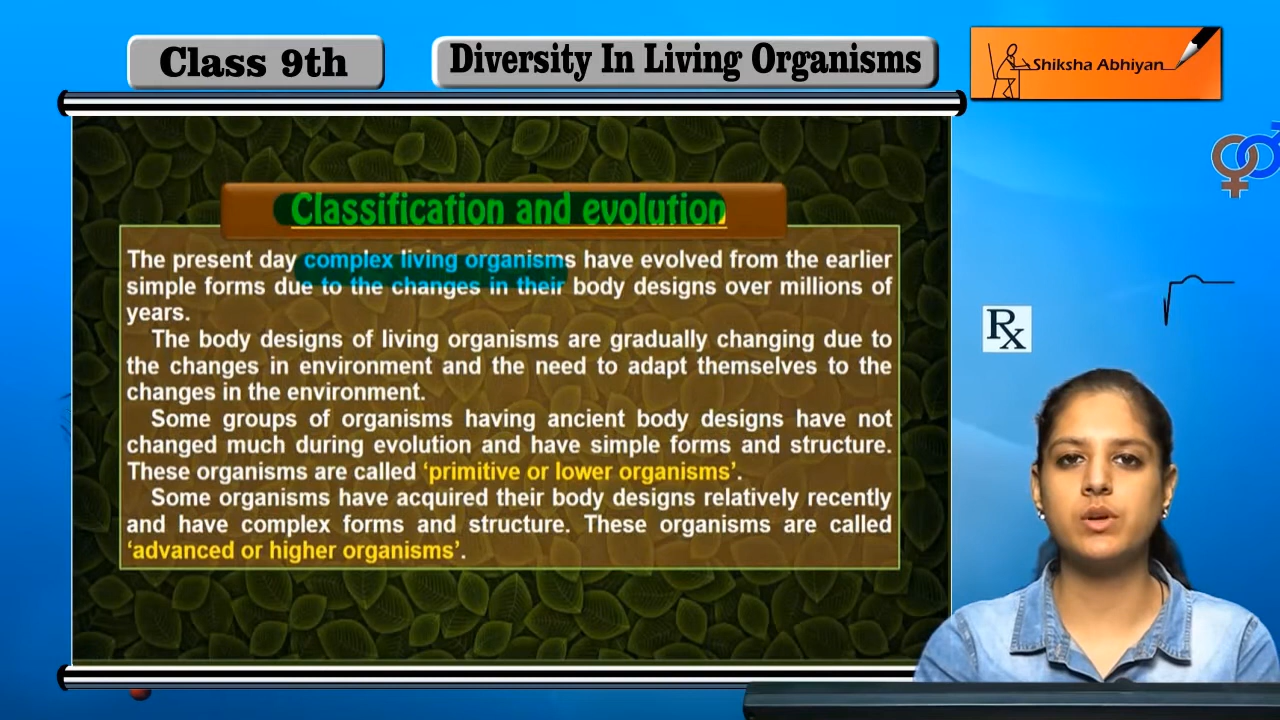 Class 9th
Diversity In Living Organisms
Shiksha Abhiyan
Classification and evolution
The present day complex living organisms have evolved from the earlier
simple forms due to the changes in their body designs over millions of
years.
The body designs of living organisms are gradually changing due to
the changes in environment and the need to adapt themselves to the
changes in the environment.
Some groups of organisms having ancient body designs have not
changed much during evolution and have simple forms and structure.
These organisms are called ‘primitive or lower organisms’.
Some organisms have acquired their body designs relatively recently
and have complex forms and structure. These organisms are called
‘advanced or higher organisms’.
Rx